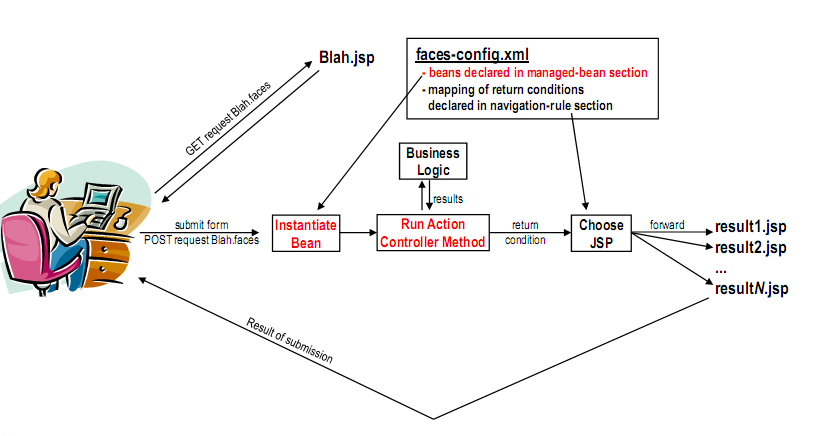 Blah.jsp
faces-config.xml
- beans declared in managed-bean section
- mapping of return conditions
declared in navigation-rule section
GET request Blah.faces
Business
Logic
results
submit form
POST request Blah.faces
Instantiate
Bean
Run Action
Controller Method
return
condition
Choose
JSP
forward
result1.jsp
result2.jsp
...
resultN.jsp
Result of submission